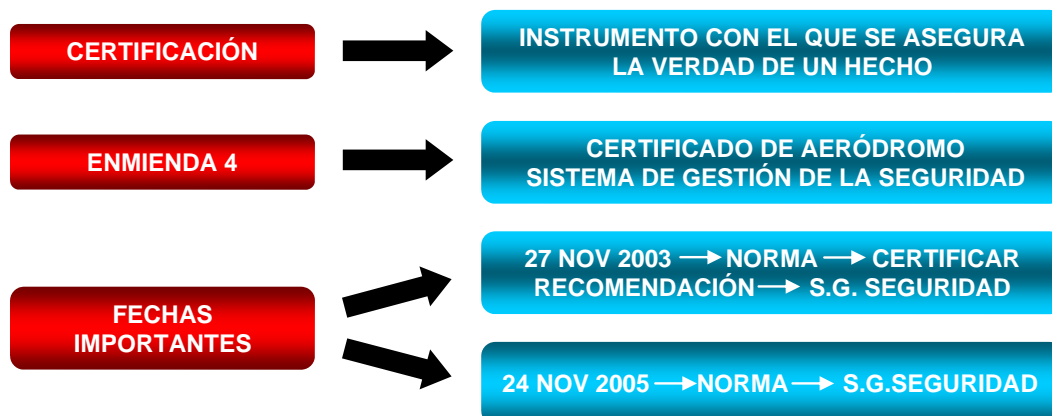 CERTIFICACIÓN
INSTRUMENTO CON EL QUE SE ASEGURA
LA VERDAD DE UN HECHO
ENMIENDA 4
CERTIFICADO DE AERÓDROMO
SISTEMA DE GESTIÓN DE LA SEGURIDAD
FECHAS
IMPORTANTES
27 NOV 2003 → NORMA → CERTIFICAR
RECOMENDACIÓN → S.G. SEGURIDAD
24 NOV 2005 → NORMA → S.G.SEGURIDAD